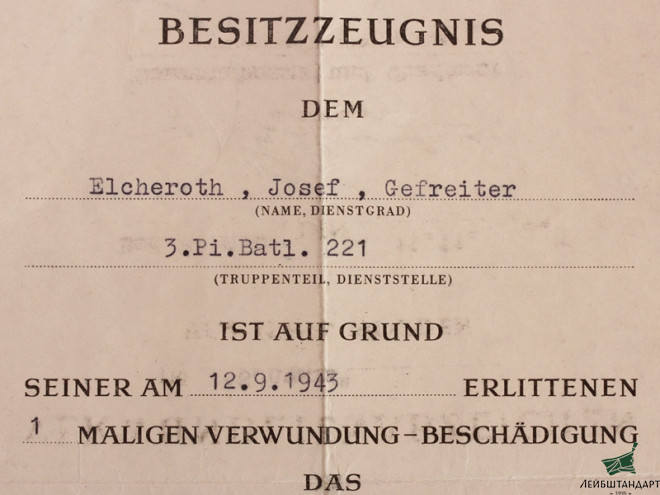 BESITZZEUGNIS
DEM
Elcheroth , Josef , Gefreiter
(NAME, DIENSTGRAD)
3.Pi.Batl. 221
(TRUPPENTEIL, DIENSTSTELLE)
IST AUF GRUND
SEINER AM 12.9.1943 ERLITTENEN
1 MALIGEN VERWUNDUNG – BESCHÄDIGUNG
DAS
ЛЕЙБШТАНДАРТ